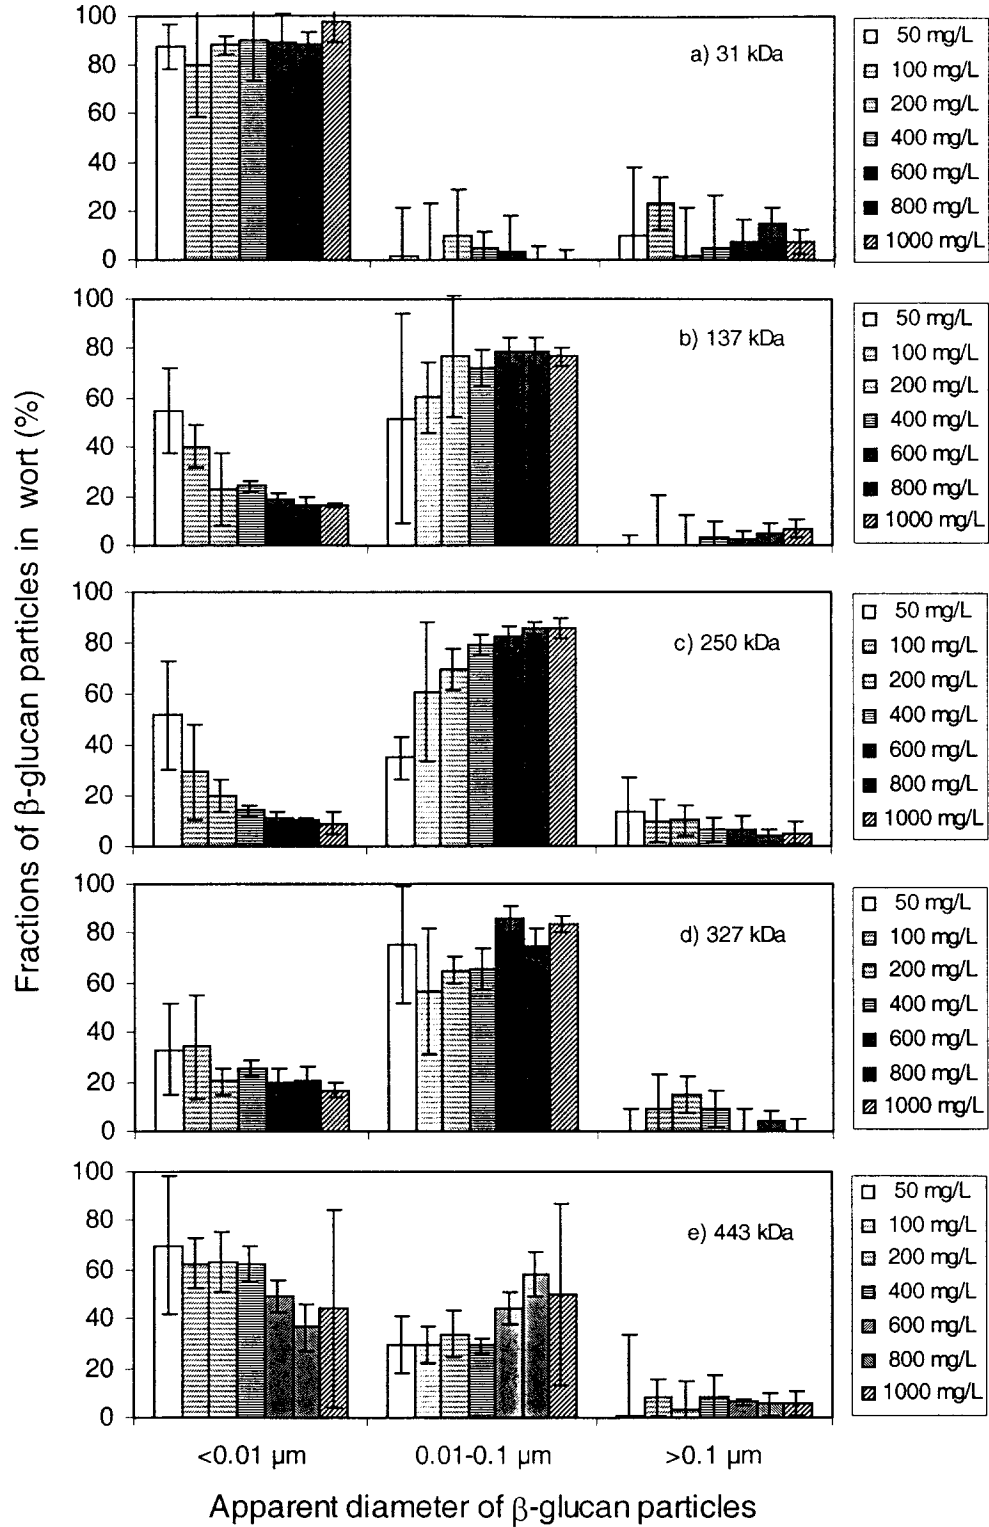 Fractions of β-glucan particles in wort (%)
100
80
60
40
20
0
a) 31 kDa
50 mg/L
100 mg/L
200 mg/L
400 mg/L
600 mg/L
800 mg/L
1000 mg/L
100
80
60
40
20
0
b) 137 kDa
50 mg/L
100 mg/L
200 mg/L
400 mg/L
600 mg/L
800 mg/L
1000 mg/L
100
80
60
40
20
0
c) 250 kDa
50 mg/L
100 mg/L
200 mg/L
400 mg/L
600 mg/L
800 mg/L
1000 mg/L
100
80
60
40
20
0
d) 327 kDa
50 mg/L
100 mg/L
200 mg/L
400 mg/L
600 mg/L
800 mg/L
1000 mg/L
100
80
60
40
20
0
e) 443 kDa
50 mg/L
100 mg/L
200 mg/L
400 mg/L
600 mg/L
800 mg/L
1000 mg/L
<0.01 µm
0.01-0.1 µm
>0.1 µm
Apparent diameter of β-glucan particles